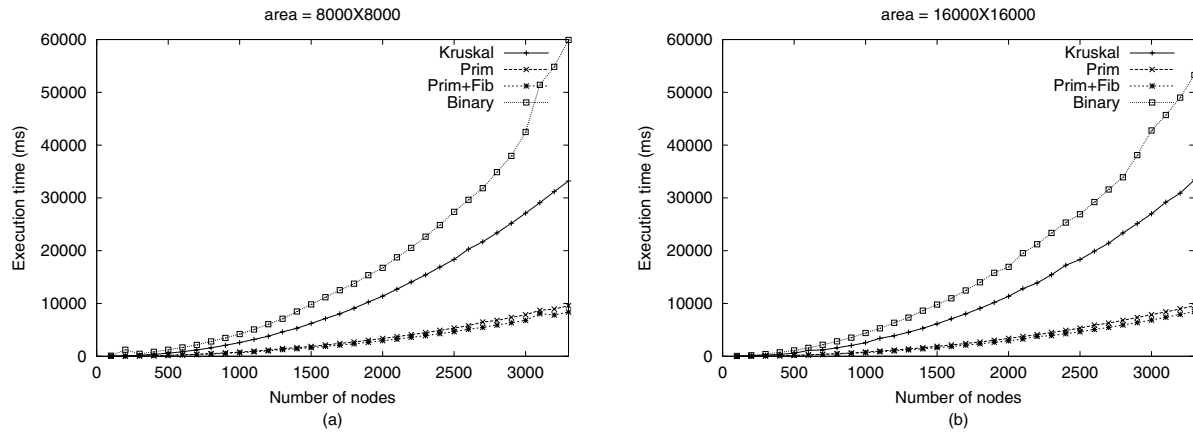 area = 8000X8000
60000
50000
40000
30000
20000
10000
0
Execution time (ms)
Kruskal
Prim
Prim+Fib
Binary
0 500 1000 1500 2000 2500 3000
Number of nodes
(a)
area = 16000X16000
60000
50000
40000
30000
20000
10000
0
Execution time (ms)
Kruskal
Prim
Prim+Fib
Binary
0 500 1000 1500 2000 2500 3000
Number of nodes
(b)